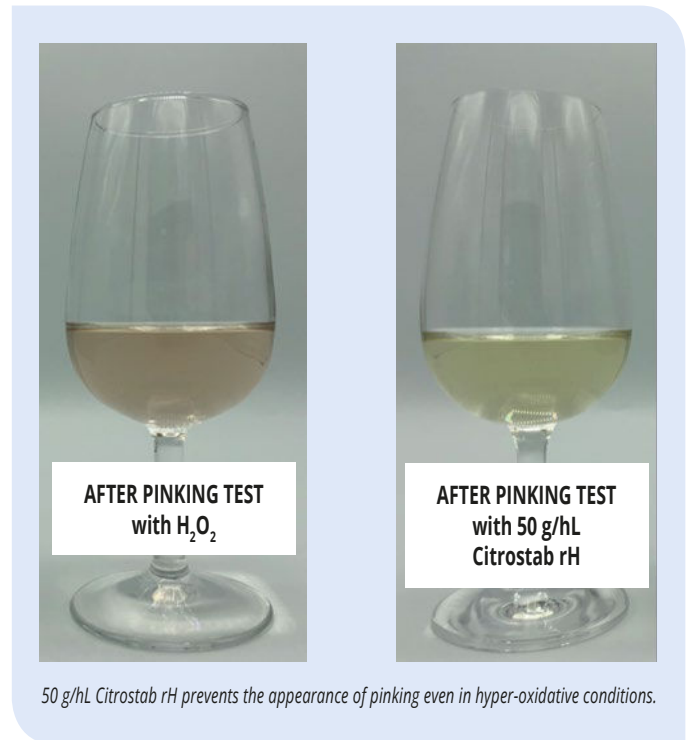 AFTER PINKING TEST
with H₂O₂
AFTER PINKING TEST
with 50 g/hL
Citrostab rH
50 g/hL Citrostab rH prevents the appearance of pinking even in hyper-oxidative conditions.